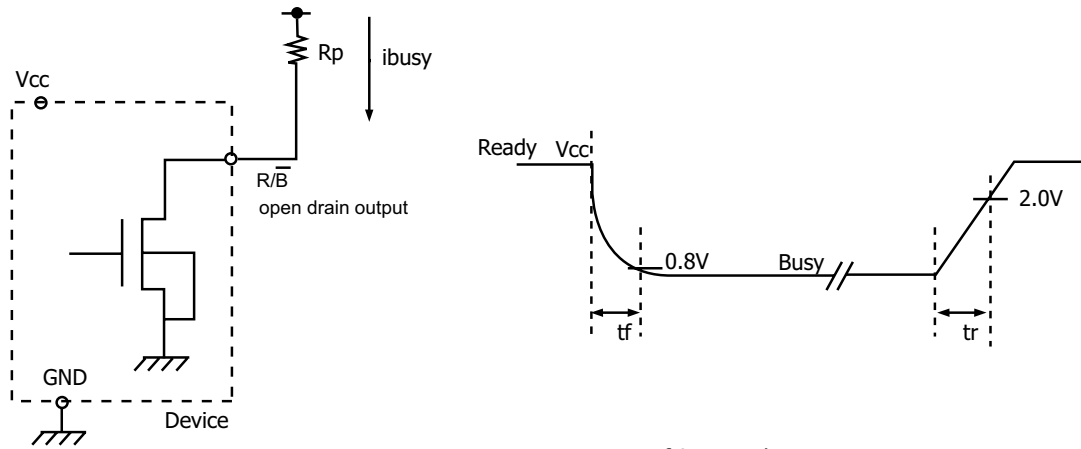 Rp
ibusy
Vcc
R/B̅
open drain output
GND
Device
Ready Vcc
2.0V
0.8V
Busy
tf
tr